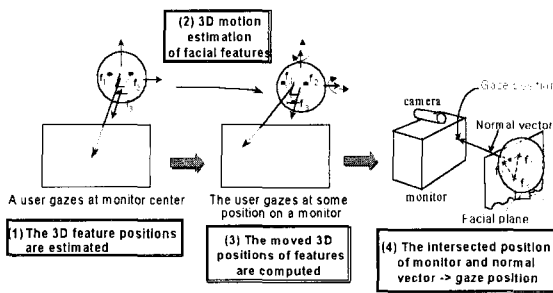 (2) 3D motion
estimation
of facial features
camera
Gaze position
Normal vector
monitor
Facial plane
A user gazes at monitor center
The user gazes at some
position on a monitor
(1) The 3D feature positions
are estimated
(3) The moved 3D
positions of features
are computed
(4) The intersected position
of monitor and normal
vector -> gaze position